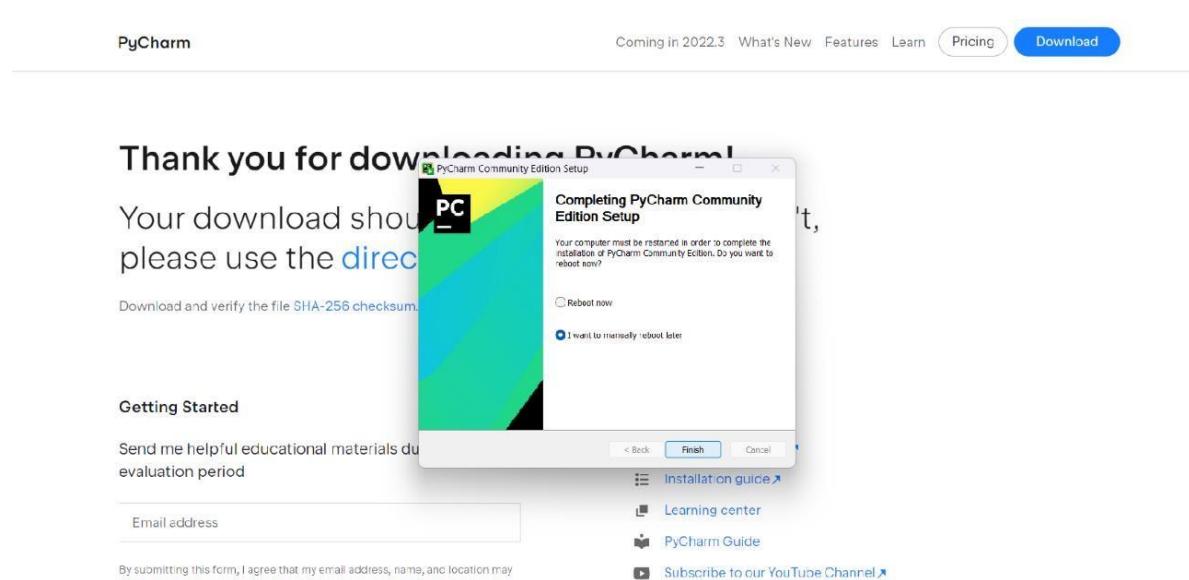 PyCharm
Coming in 2022.3 What's New Features Learn Pricing Download
Thank you for downloading PyCharm!
Your download shou 't,
please use the direc
Download and verify the file SHA-256 checksum.
PyCharm Community Edition Setup
PC
Completing PyCharm Community
Edition Setup
Your computer must be restarted in order to complete the
installation of PyCharm Community Edition. Do you want to
reboot now?
Reboot now
I want to manually reboot later
< Back Finish Cancel
Getting Started
Send me helpful educational materials du
evaluation period
Email address
By submitting this form, I agree that my email address, name, and location may
Installation guide
Learning center
PyCharm Guide
Subscribe to our YouTube Channel